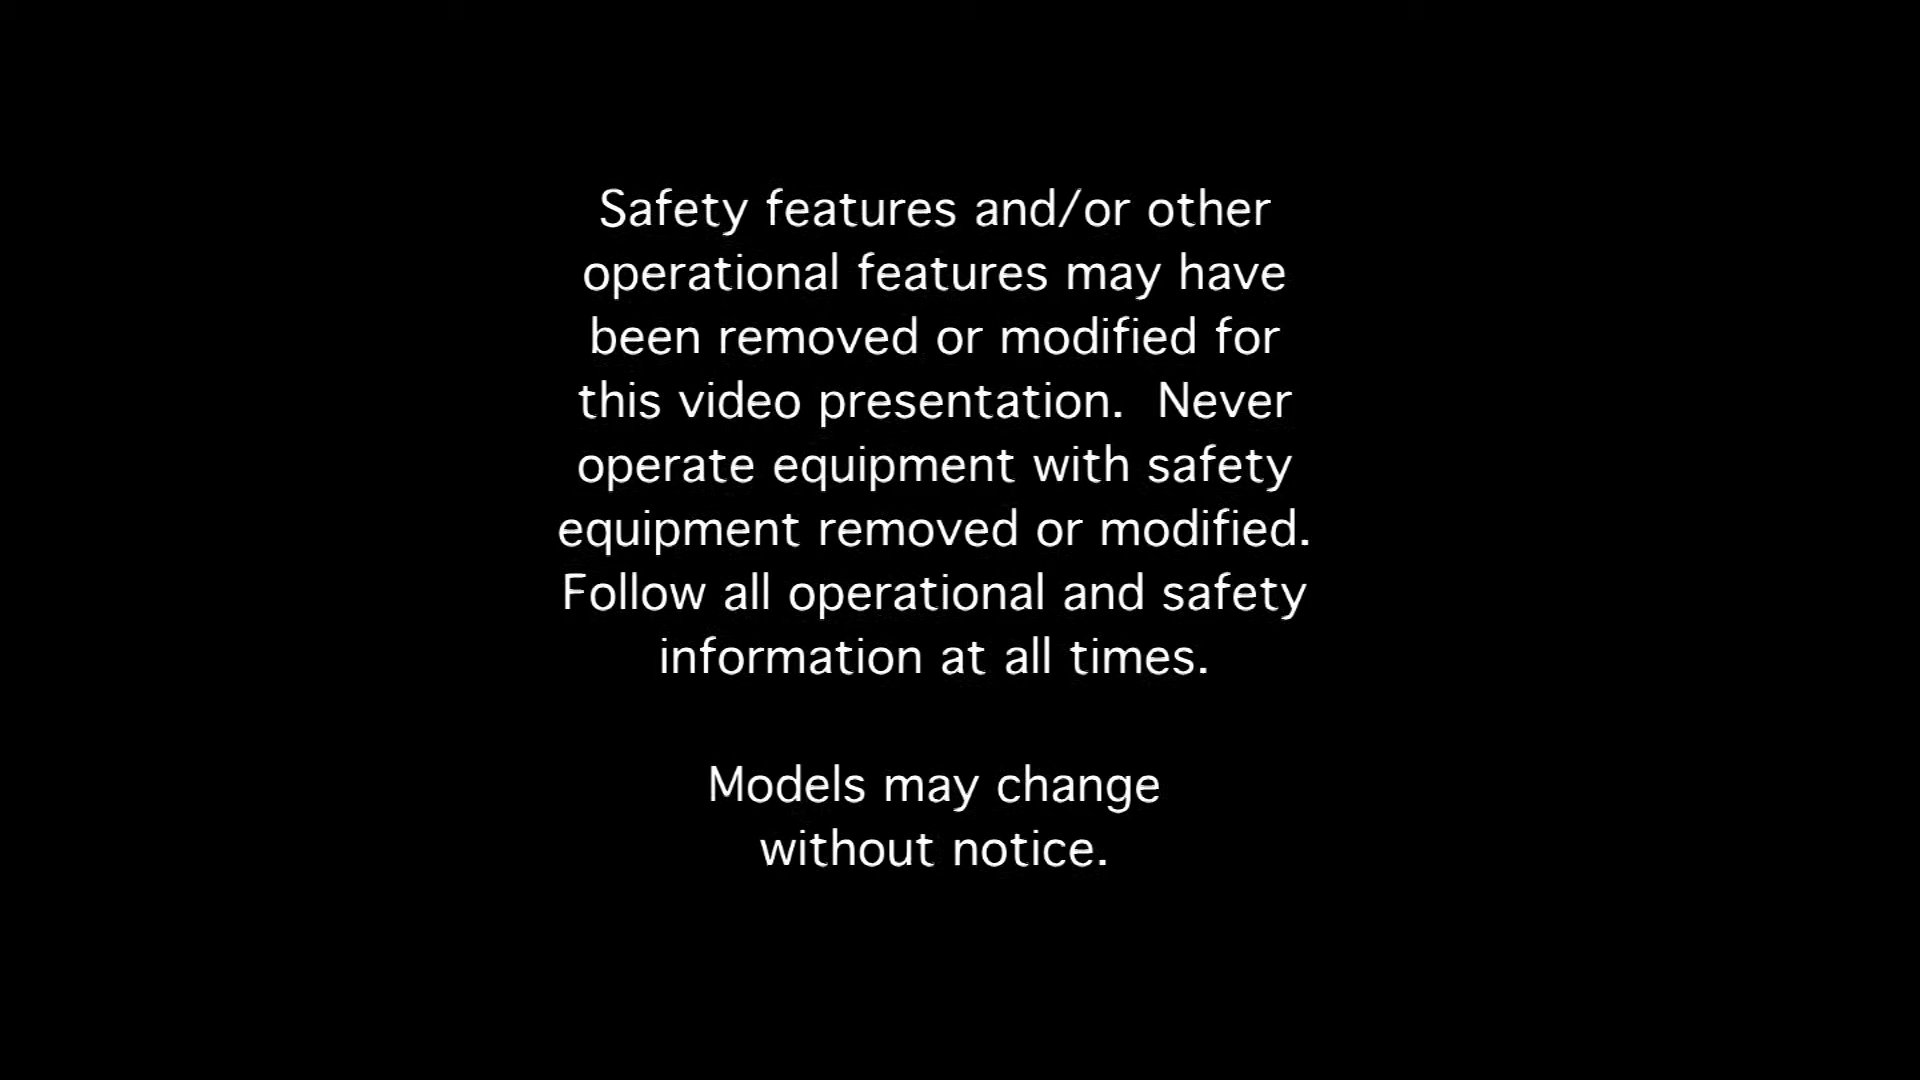 Safety features and/or other
operational features may have
been removed or modified for
this video presentation.  Never
operate equipment with safety
equipment removed or modified.
Follow all operational and safety
information at all times.
Models may change
without notice.